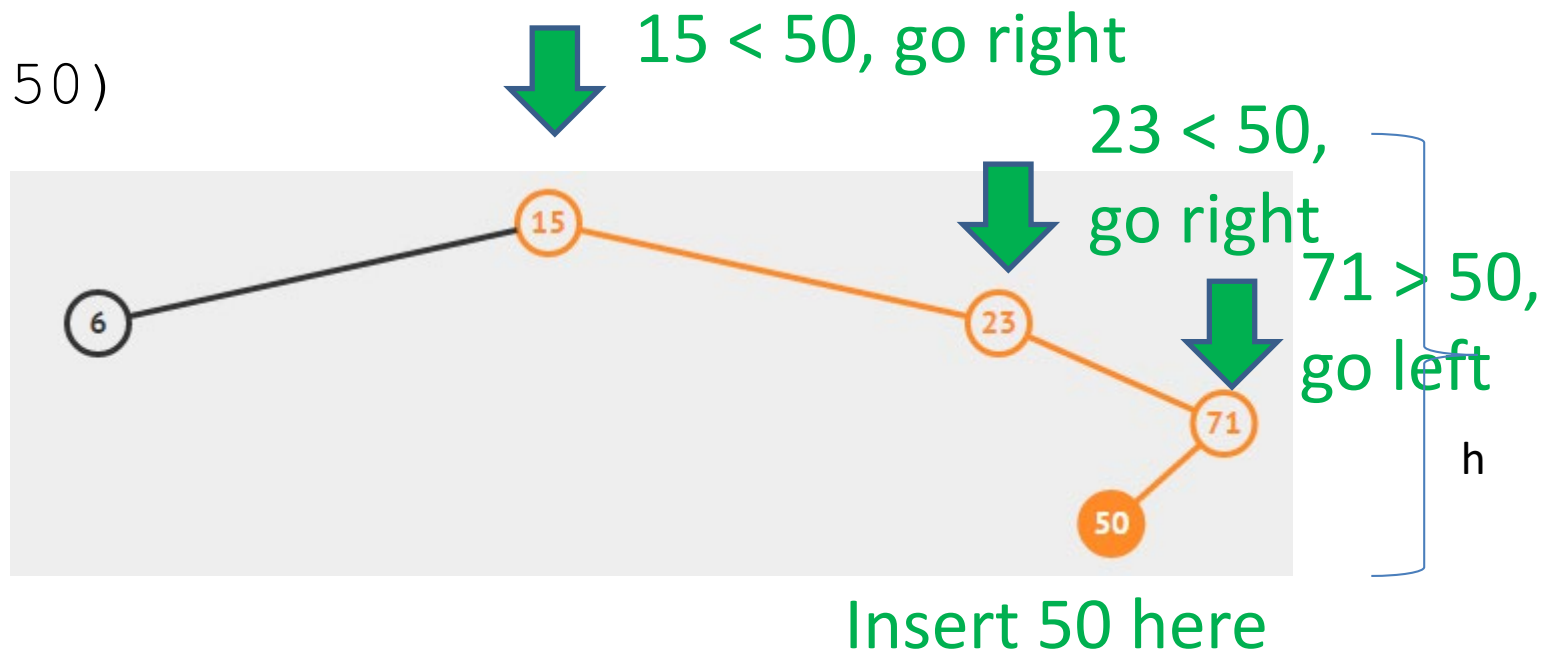 15 < 50, go right
50)
23 < 50,
go right
15
71 > 50,
6
23
go left
71
h
50
Insert 50 here